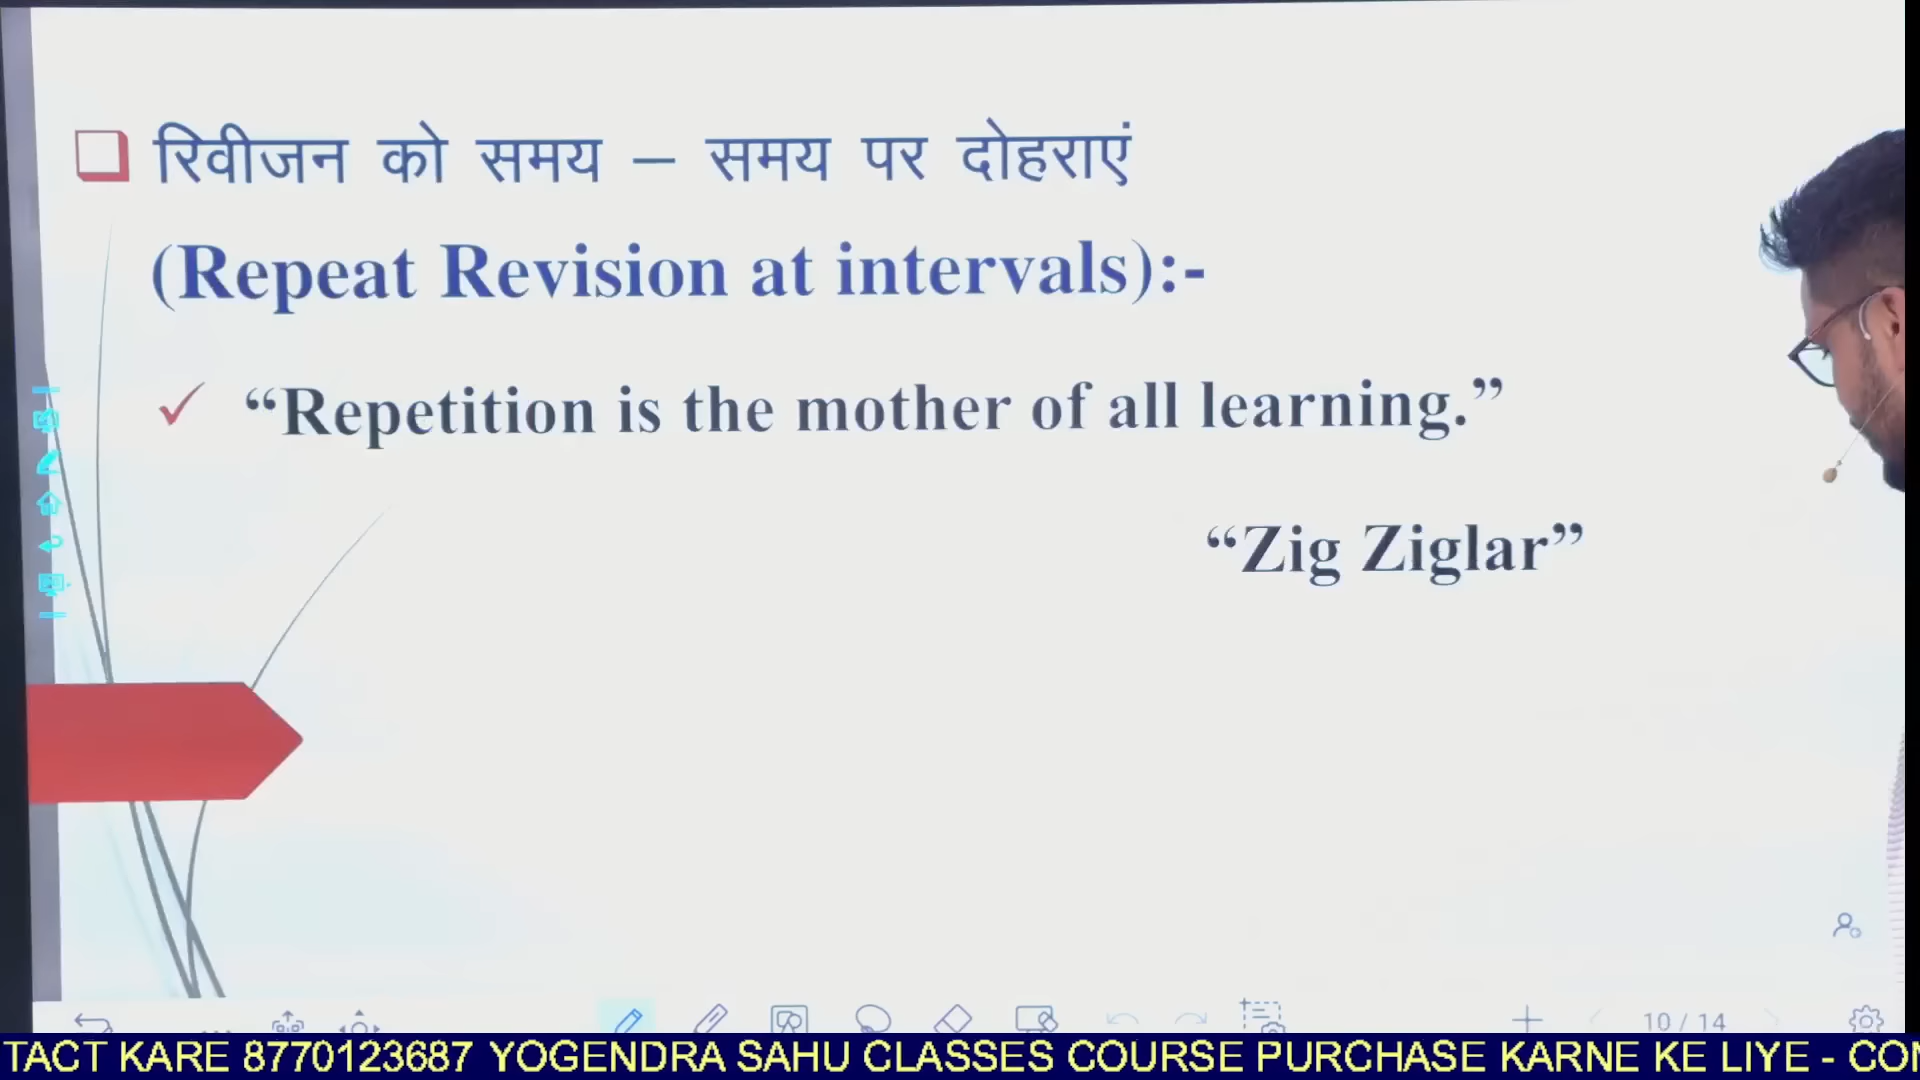 रिवीजन को समय – समय पर दोहराएं
(Repeat Revision at intervals):-
“Repetition is the mother of all learning.”
“Zig Ziglar”
10 / 14
TACT KARE 8770123687 YOGENDRA SAHU CLASSES COURSE PURCHASE KARNE KE LIYE - CON